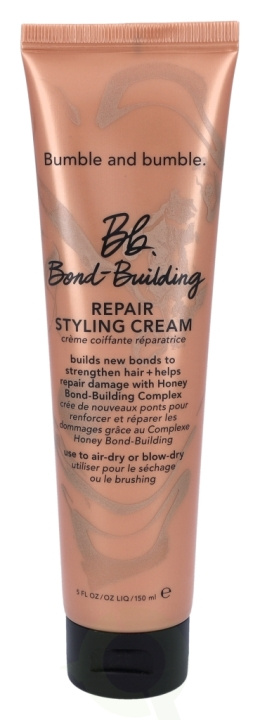 Bumble and bumble.
Bb.
Bond-Building
REPAIR
STYLING CREAM
crème coiffante réparatrice
builds new bonds to
strengthen hair + helps
repair damage with Honey
Bond-Building Complex
crée de nouveaux ponts pour
renforcer et réparer les
dommages grâce au Complexe
Honey Bond-Building
use to air-dry or blow-dry
utiliser pour le séchage
ou le brushing
5 FL OZ/OZ LIQ / 150 ml e